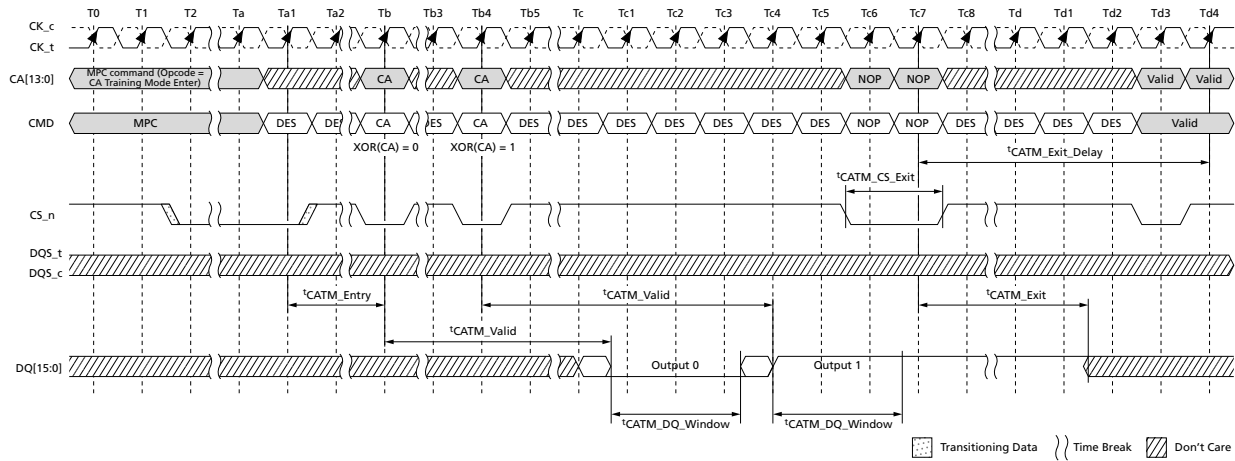 T0 T1 T2 Ta Ta1 Ta2 Tb Tb3 Tb4 Tb5 Tc Tc1 Tc2 Tc3 Tc4 Tc5 Tc6 Tc7 Tc8 Td Td1 Td2 Td3 Td4
CK_c
CK_t
MPC command (Opcode =
CA[13:0] CA CA NOP NOP Valid Valid
CA Training Mode Enter)
CMD MPC DES DES CA DES CA DES DES DES DES DES DES DES NOP NOP DES DES DES DES Valid
XOR(CA) = 0 XOR(CA) = 1
tCATM_Exit_Delay
tCATM_CS_Exit
CS_n
DQS_t
DQS_c
tCATM_Entry tCATM_Valid tCATM_Exit
tCATM_Valid
DQ[15:0] Output 0 Output 1
tCATM_DQ_Window tCATM_DQ_Window
Transitioning Data Time Break Don't Care